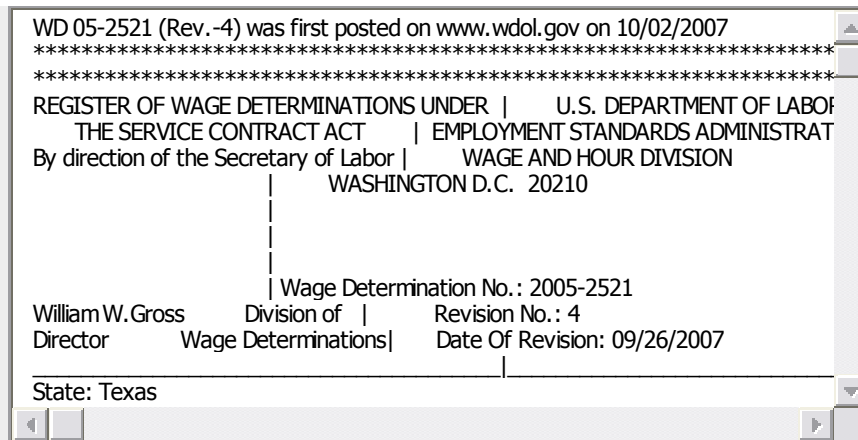 WD 05-2521 (Rev.-4) was first posted on www.wdol.gov on 10/02/2007
*******************************************************************
*******************************************************************
REGISTER OF WAGE DETERMINATIONS UNDER | U.S. DEPARTMENT OF LABOR
THE SERVICE CONTRACT ACT | EMPLOYMENT STANDARDS ADMINISTRAT
By direction of the Secretary of Labor | WAGE AND HOUR DIVISION
| WASHINGTON D.C. 20210
|
|
|
| Wage Determination No.: 2005-2521
William W.Gross Division of | Revision No.: 4
Director Wage Determinations| Date Of Revision: 09/26/2007
_______________________________________|___________________________
State: Texas